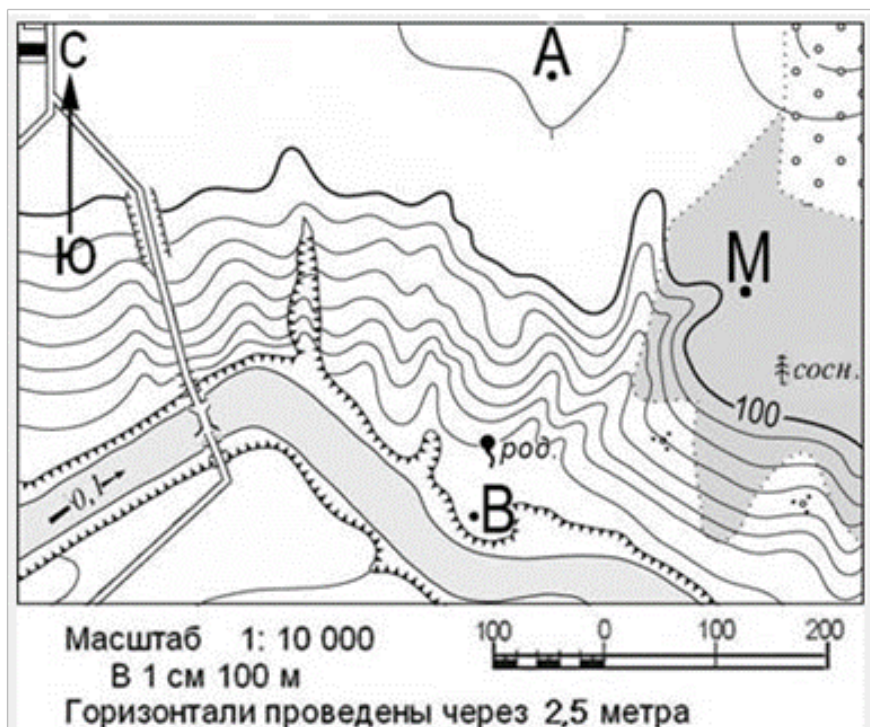 С
А
Ю
М
сосн.
100
род.
В
0,1
100 0 100 200
Масштаб 1: 10 000
В 1 см 100 м
Горизонтали проведены через 2,5 метра